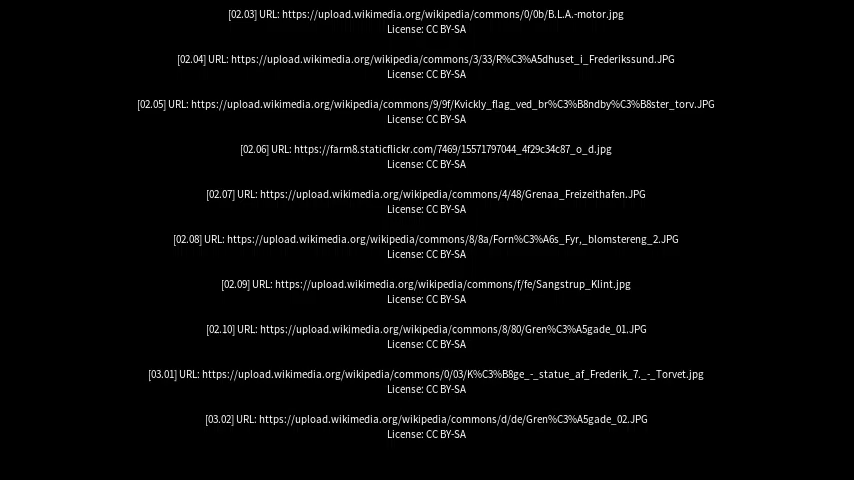 [02.03] URL: https://upload.wikimedia.org/wikipedia/commons/0/0b/B.L.A.-motor.jpg
License: CC BY-SA
[02.04] URL: https://upload.wikimedia.org/wikipedia/commons/3/33/R%C3%A5dhuset_i_Frederikssund.JPG
License: CC BY-SA
[02.05] URL: https://upload.wikimedia.org/wikipedia/commons/9/9f/Kvickly_flag_ved_br%C3%B8ndby%C3%B8ster_torv.JPG
License: CC BY-SA
[02.06] URL: https://farm8.staticflickr.com/7469/15571797044_4f29c34c87_o_d.jpg
License: CC BY-SA
[02.07] URL: https://upload.wikimedia.org/wikipedia/commons/4/48/Grenaa_Freizeithafen.JPG
License: CC BY-SA
[02.08] URL: https://upload.wikimedia.org/wikipedia/commons/8/8a/Forn%C3%A6s_Fyr,_blomstereng_2.JPG
License: CC BY-SA
[02.09] URL: https://upload.wikimedia.org/wikipedia/commons/f/fe/Sangstrup_Klint.jpg
License: CC BY-SA
[02.10] URL: https://upload.wikimedia.org/wikipedia/commons/8/80/Gren%C3%A5gade_01.JPG
License: CC BY-SA
[03.01] URL: https://upload.wikimedia.org/wikipedia/commons/0/03/K%C3%B8ge_-_statue_af_Frederik_7._-_Torvet.jpg
License: CC BY-SA
[03.02] URL: https://upload.wikimedia.org/wikipedia/commons/d/de/Gren%C3%A5gade_02.JPG
License: CC BY-SA